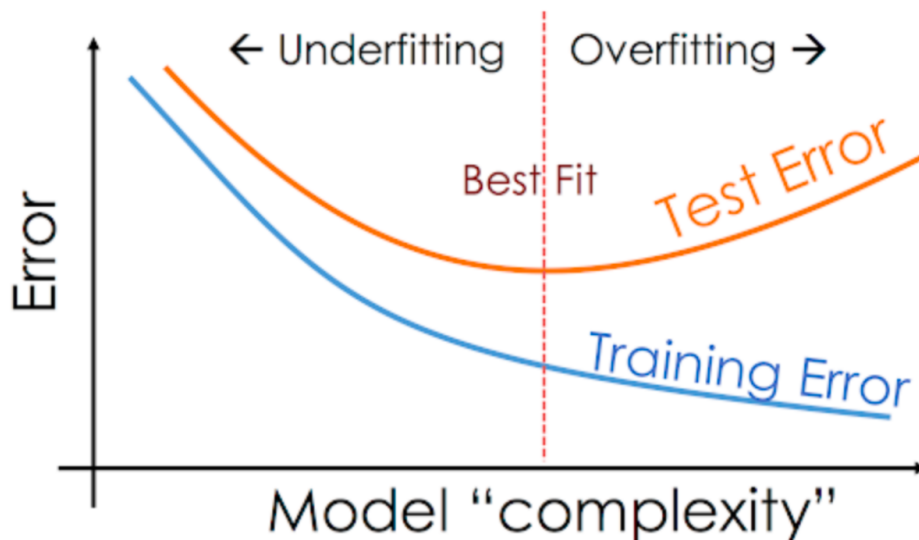 ← Underfitting
Overfitting →
Best Fit
Test Error
Error
Training Error
Model “complexity”